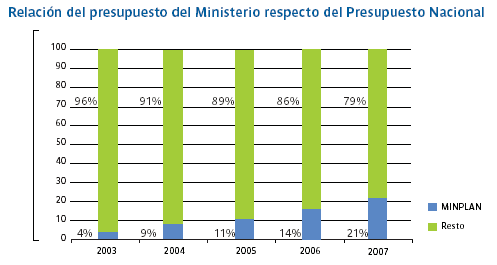 Relación del presupuesto del Ministerio respecto del Presupuesto Nacional
100
90
80
70
60
50
40
30
20
10
0
96% 91% 89% 86% 79%
4% 9% 11% 14% 21%
2003 2004 2005 2006 2007
MINPLAN
Resto